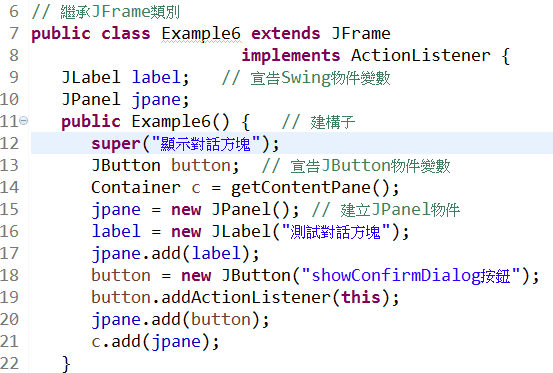 6 // 繼承JFrame類別
7 public class Example6 extends JFrame
8                      implements ActionListener {
9    JLabel label;   // 宣告Swing物件變數
10    JPanel jpane;
11    public Example6() {   // 建構子
12       super("顯示對話方塊");
13       JButton button;  // 宣告JButton物件變數
14       Container c = getContentPane();
15       jpane = new JPanel(); // 建立JPanel物件
16       label = new JLabel("測試對話方塊");
17       jpane.add(label);
18       button = new JButton("showConfirmDialog按鈕");
19       button.addActionListener(this);
20       jpane.add(button);
21       c.add(jpane);
22    }